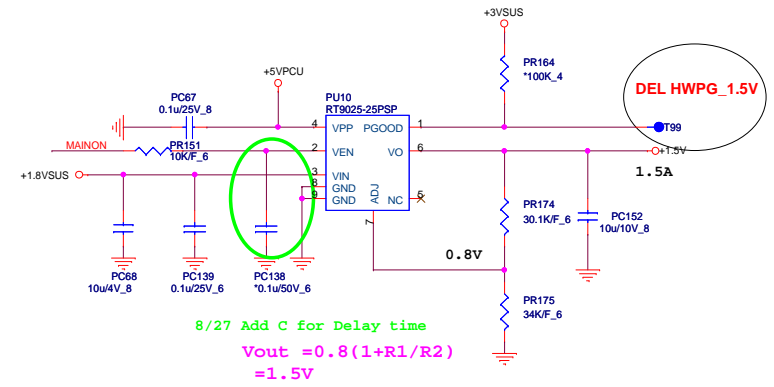 +3VSUS
PR164
*100K_4
DEL HWPG_1.5V
+5VPCU
PC67
0.1u/25V_8
PU10
RT9025-25PSP
4 VPP PGOOD 1
T99
MAINON
PR151
10K/F_6
2 VEN VO 6
+1.5V
1.5A
+1.8VSUS
3 VIN
8 GND
9 GND
ADJ
NC 5
7
PR174
30.1K/F_6
PC152
10u/10V_8
0.8V
PC68
10u/4V_8
PC139
0.1u/25V_6
PC138
*0.1u/50V_6
PR175
34K/F_6
8/27 Add C for Delay time
Vout =0.8(1+R1/R2)
=1.5V